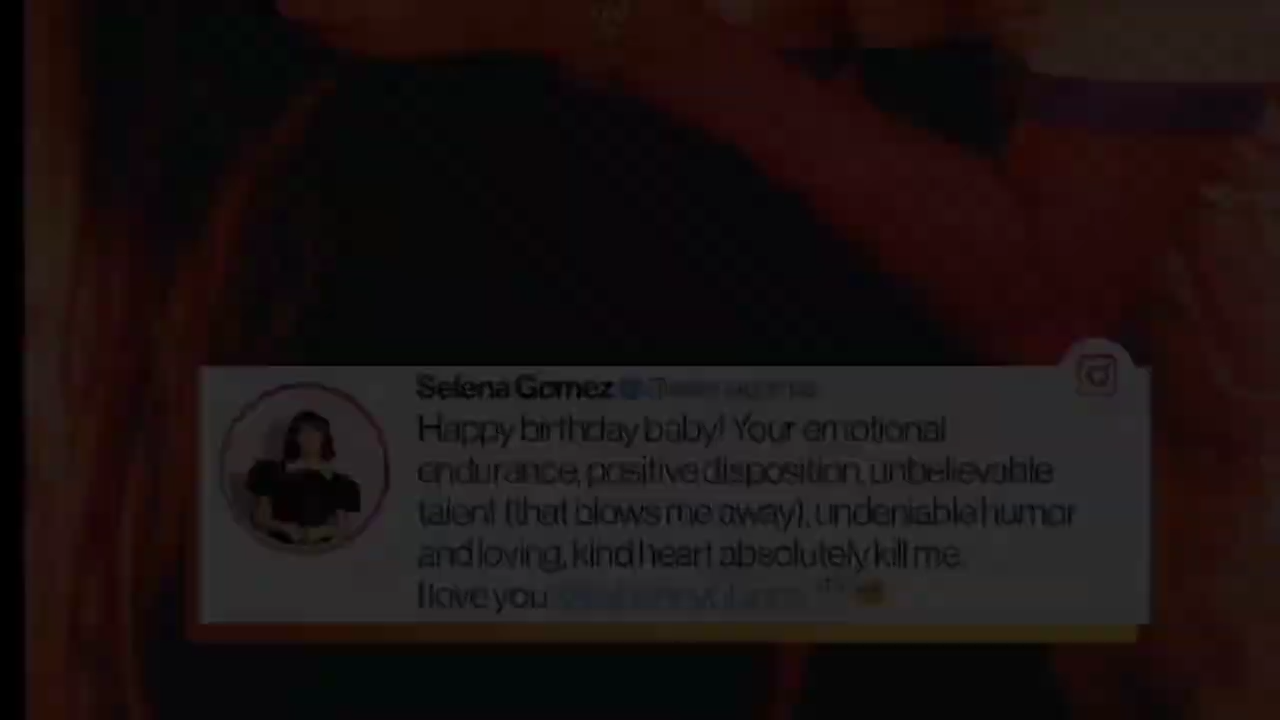 Selena Gomez
Happy birthday baby! Your emotional
endurance, positive disposition, unbelievable
talent (that blows me away), undeniable humor
and loving, kind heart absolutely kill me.
I love you